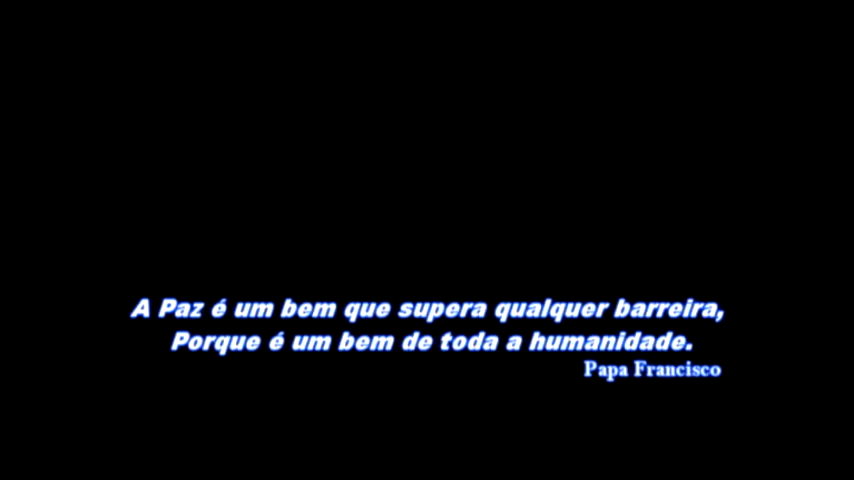 A Paz é um bem que supera qualquer barreira,
Porque é um bem de toda a humanidade.
Papa Francisco